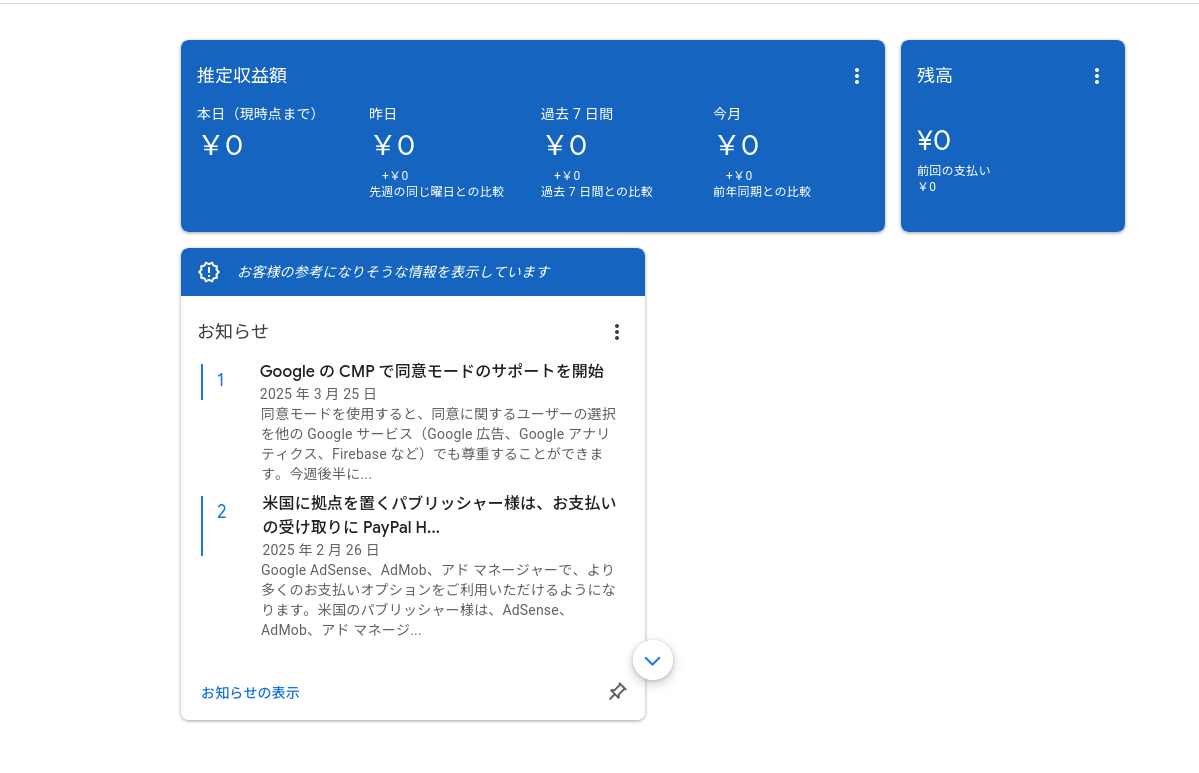 推定収益額
本日（現時点まで）
￥0
昨日
￥0
+￥0
先週の同じ曜日との比較
過去 7 日間
￥0
+￥0
過去 7 日間との比較
今月
￥0
+￥0
前年同期との比較
残高
¥0
前回の支払い
￥0
お客様の参考になりそうな情報を表示しています
お知らせ
1
Google の CMP で同意モードのサポートを開始
2025 年 3 月 25 日
同意モードを使用すると、同意に関するユーザーの選択
を他の Google サービス（Google 広告、Google アナリ
ティクス、Firebase など）でも尊重することができま
す。今週後半に...
2
米国に拠点を置くパブリッシャー様は、お支払い
の受け取りに PayPal H...
2025 年 2 月 26 日
Google AdSense、AdMob、アド マネージャーで、より
多くのお支払いオプションをご利用いただけるようにな
ります。米国のパブリッシャー様は、AdSense、
AdMob、アド マネージ...
お知らせの表示